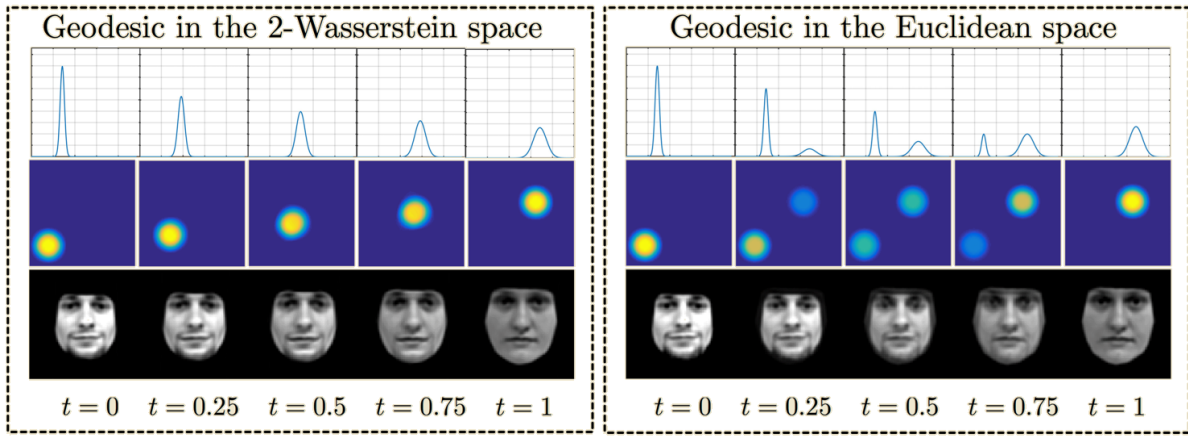 Geodesic in the 2-Wasserstein space
t = 0 t = 0.25 t = 0.5 t = 0.75 t = 1
Geodesic in the Euclidean space
t = 0 t = 0.25 t = 0.5 t = 0.75 t = 1